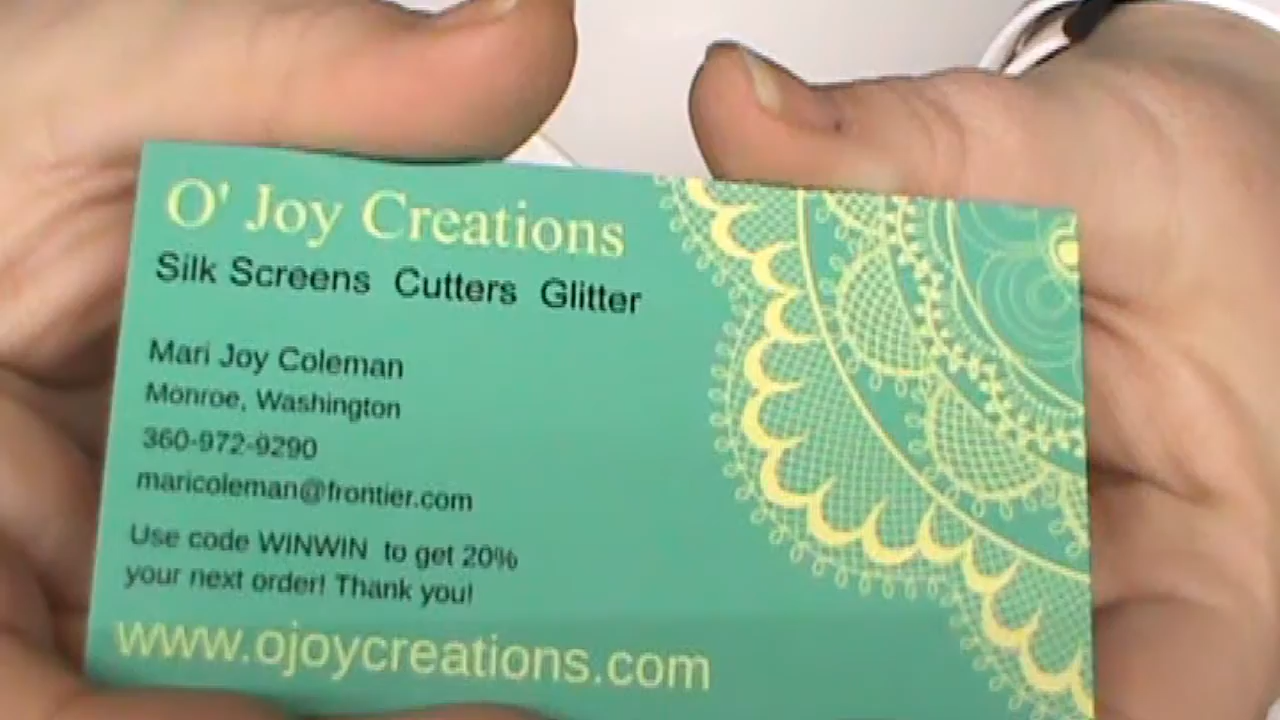 O' Joy Creations
Silk Screens Cutters Glitter
Mari Joy Coleman
Monroe, Washington
360-972-9290
maricoleman@frontier.com
Use code WINWIN to get 20%
your next order! Thank you!
www.ojoycreations.com